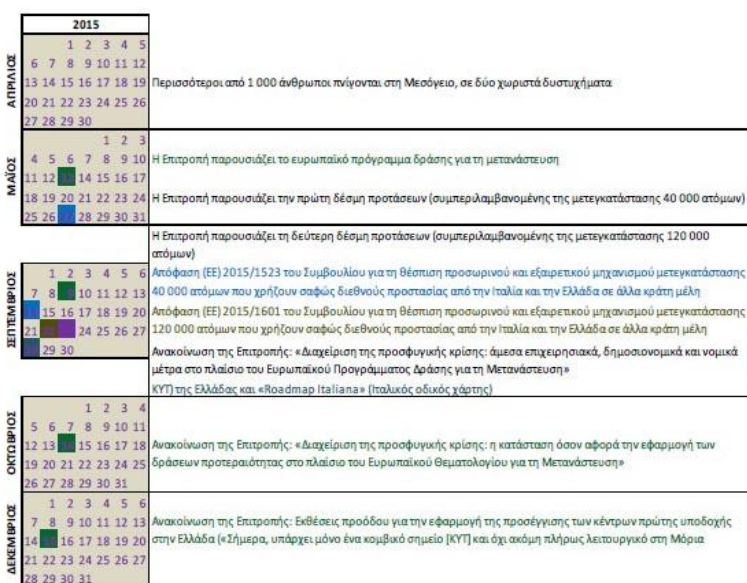 2015
ΑΠΡΙΛΙΟΣ
1 2 3 4 5
6 7 8 9 10 11 12
13 14 15 16 17 18 19
20 21 22 23 24 25 26
27 28 29 30
Περισσότεροι από 1 000 άνθρωποι πνίγονται στη Μεσόγειο, σε δύο χωριστά δυστυχήματα
ΜΑΪΟΣ
1 2 3
4 5 6 7 8 9 10
11 12 13 14 15 16 17
18 19 20 21 22 23 24
25 26 27 28 29 30 31
Η Επιτροπή παρουσιάζει το ευρωπαϊκό πρόγραμμα δράσης για τη μετανάστευση
Η Επιτροπή παρουσιάζει την πρώτη δέσμη προτάσεων (συμπεριλαμβανομένης της μετεγκατάστασης 40 000 ατόμων)
ΣΕΠΤΕΜΒΡΙΟΣ
1 2 3 4 5 6
7 8 9 10 11 12 13
14 15 16 17 18 19 20
21 24 25 26 27
29 30
Η Επιτροπή παρουσιάζει τη δεύτερη δέσμη προτάσεων (συμπεριλαμβανομένης της μετεγκατάστασης 120 000
ατόμων)
Απόφαση (ΕΕ) 2015/1523 του Συμβουλίου για τη θέσπιση προσωρινού και εξαιρετικού μηχανισμού μετεγκατάστασης
40 000 ατόμων που χρήζουν σαφώς διεθνούς προστασίας από την Ιταλία και την Ελλάδα σε άλλα κράτη μέλη
Απόφαση (ΕΕ) 2015/1601 του Συμβουλίου για τη θέσπιση προσωρινού και εξαιρετικού μηχανισμού μετεγκατάστασης
120 000 ατόμων που χρήζουν σαφώς διεθνούς προστασίας από την Ιταλία και την Ελλάδα σε άλλα κράτη μέλη
Ανακοίνωση της Επιτροπής: «Διαχείριση της προσφυγικής κρίσης: άμεσα επιχειρησιακά, δημοσιονομικά και νομικά
μέτρα στο πλαίσιο του Ευρωπαϊκού Προγράμματος Δράσης για τη Μετανάστευση»
ΚΥΤ) της Ελλάδας και «Roadmap Italiana» (Ιταλικός οδικός χάρτης)
ΟΚΤΩΒΡΙΟΣ
1 2 3 4
5 6 7 8 9 10 11
12 13 14 15 16 17 18
19 20 21 22 23 24 25
26 27 28 29 30 31
Ανακοίνωση της Επιτροπής: «Διαχείριση της προσφυγικής κρίσης: η κατάσταση όσον αφορά την εφαρμογή των
δράσεων προτεραιότητας στο πλαίσιο του Ευρωπαϊκού Θεματολογίου για τη Μετανάστευση»
ΔΕΚΕΜΒΡΙΟΣ
1 2 3 4 5 6
7 8 9 10 11 12 13
14 15 16 17 18 19 20
21 22 23 24 25 26 27
28 29 30 31
Ανακοίνωση της Επιτροπής: Εκθέσεις προόδου για την εφαρμογή της προσέγγισης των κέντρων πρώτης υποδοχής
στην Ελλάδα («Σήμερα, υπάρχει μόνο ένα κομβικό σημείο [ΚΥΤ] και όχι ακόμη πλήρως λειτουργικό στη Μόρια